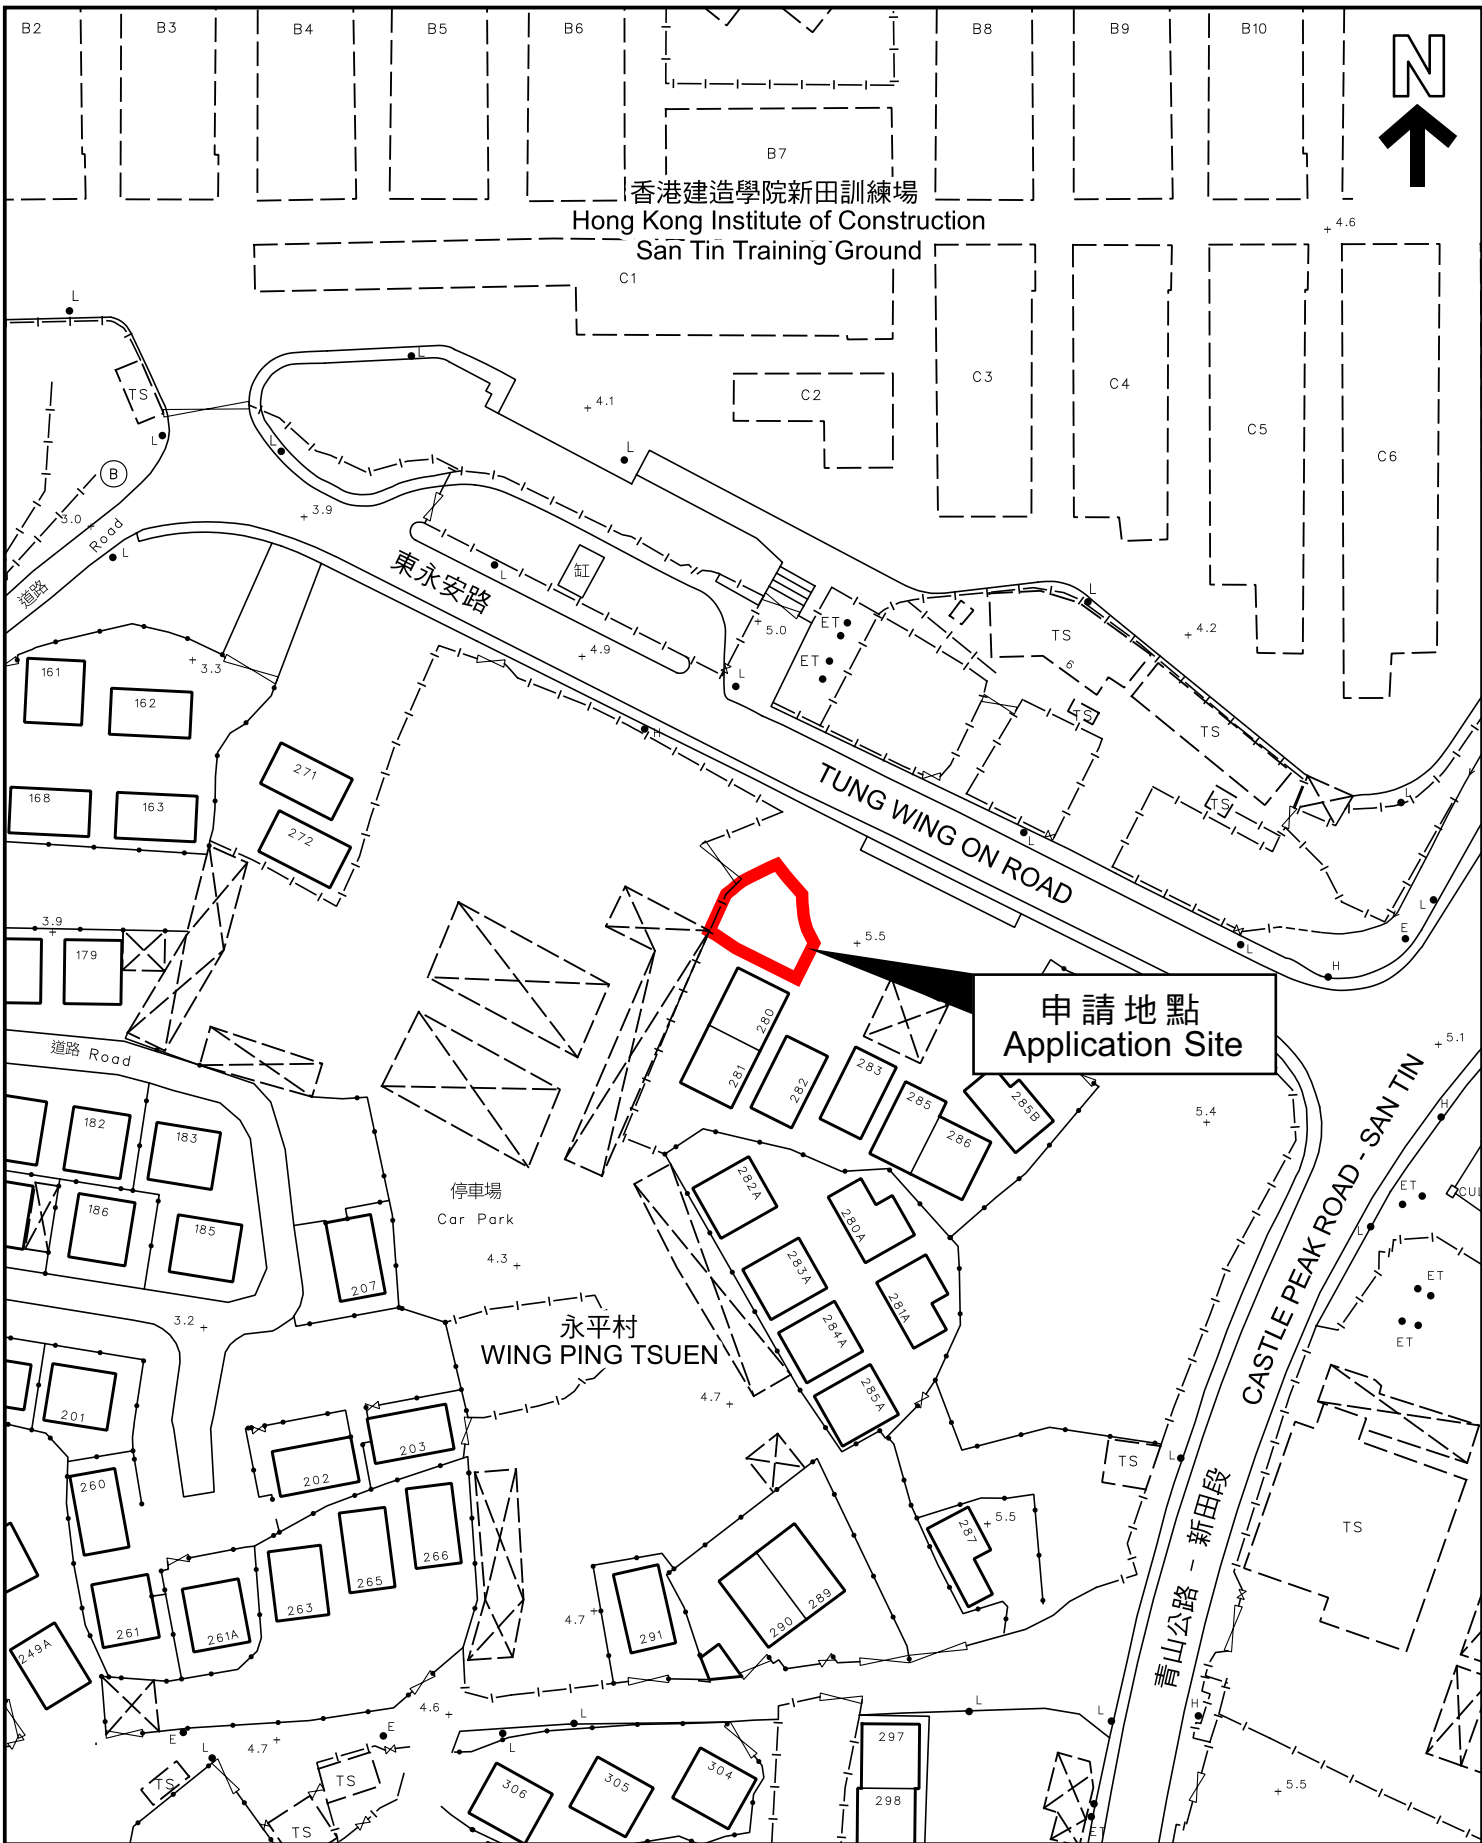 B2
B3
B4
B5
B6
B8
B9
B10
N
B7
香港建造學院新田訓練場
Hong Kong Institute of Construction
San Tin Training Ground
4.6
C1
L
L
TS
C2
C3
C4
C5
C6
4.1
L
L
L
B
3.0
3.9
道路
Road
L
東永安路
L
缸
5.0
ET
ET
L
TS
6
4.2
4.9
3.3
161
162
L
H
TS
TS
271
168
163
272
TUNG WING ON ROAD
TS
L
L
3.9
179
5.5
L
L
E
H
申請地點
Application Site
280
281
282
283
285
286
285B
5.1
道路 Road
182
183
186
185
207
停車場
Car Park
4.3
282A
280A
283A
281A
284A
285A
5.4
CASTLE PEAK ROAD - SAN TIN
H
ET
L
ET
ET
3.2
永平村
WING PING TSUEN
4.7
201
202
203
TS
L
260
265
266
263
261
261A
249A
5.5
287
TS
青山公路 - 新田段
4.7
291
290
289
E
E
L
4.7
4.6
L
L
L
L
H
TS
TS
TS
306
305
304
297
298
ET
5.5